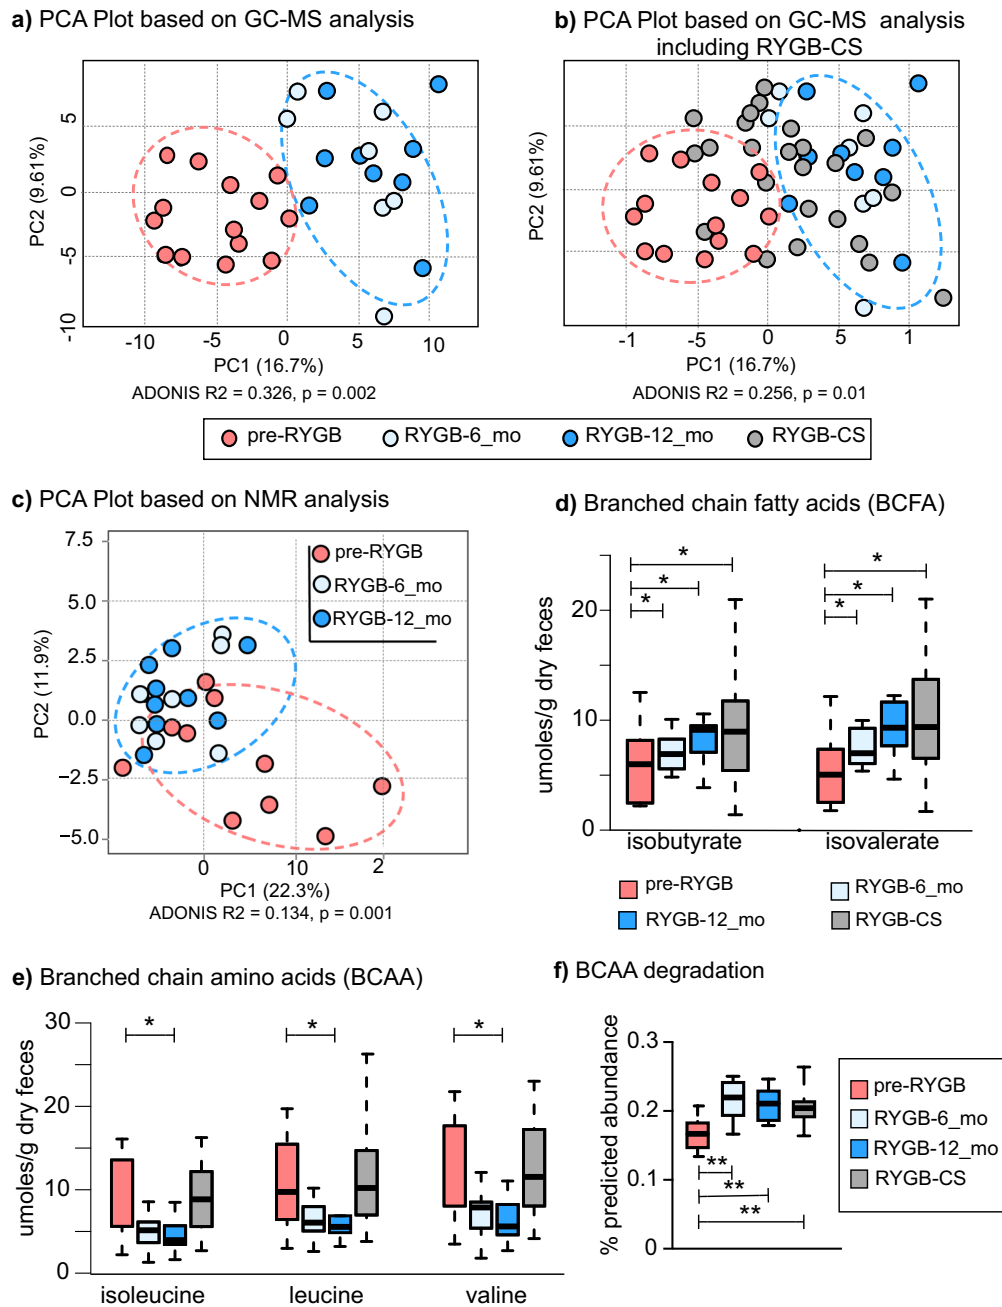 a) PCA Plot based on GC-MS analysis
PC2 (9.61%)
5
0
-5
-10
-10
-5
0
5
10
PC1 (16.7%)
ADONIS R2 = 0.326, p = 0.002
b) PCA Plot based on GC-MS analysis
including RYGB-CS
PC2 (9.61%)
-1
-5
0
5
1
PC1 (16.7%)
ADONIS R2 = 0.256, p = 0.01
pre-RYGB
RYGB-6_mo
RYGB-12_mo
RYGB-CS
c) PCA Plot based on NMR analysis
PC2 (11.9%)
7.5
5.0
2.5
0.0
−2.5
−5.0
pre-RYGB
RYGB-6_mo
RYGB-12_mo
0
10
2
PC1 (22.3%)
ADONIS R2 = 0.134, p = 0.001
d) Branched chain fatty acids (BCFA)
umoles/g dry feces
20
10
0
* * *
* * *
isobutyrate
isovalerate
pre-RYGB
RYGB-6_mo
RYGB-12_mo
RYGB-CS
e) Branched chain amino acids (BCAA)
umoles/g dry feces
30
20
10
0
* * *
isoleucine
leucine
valine
f) BCAA degradation
% predicted abundance
0.3
0.2
0.1
0
**
**
**
pre-RYGB
RYGB-6_mo
RYGB-12_mo
RYGB-CS